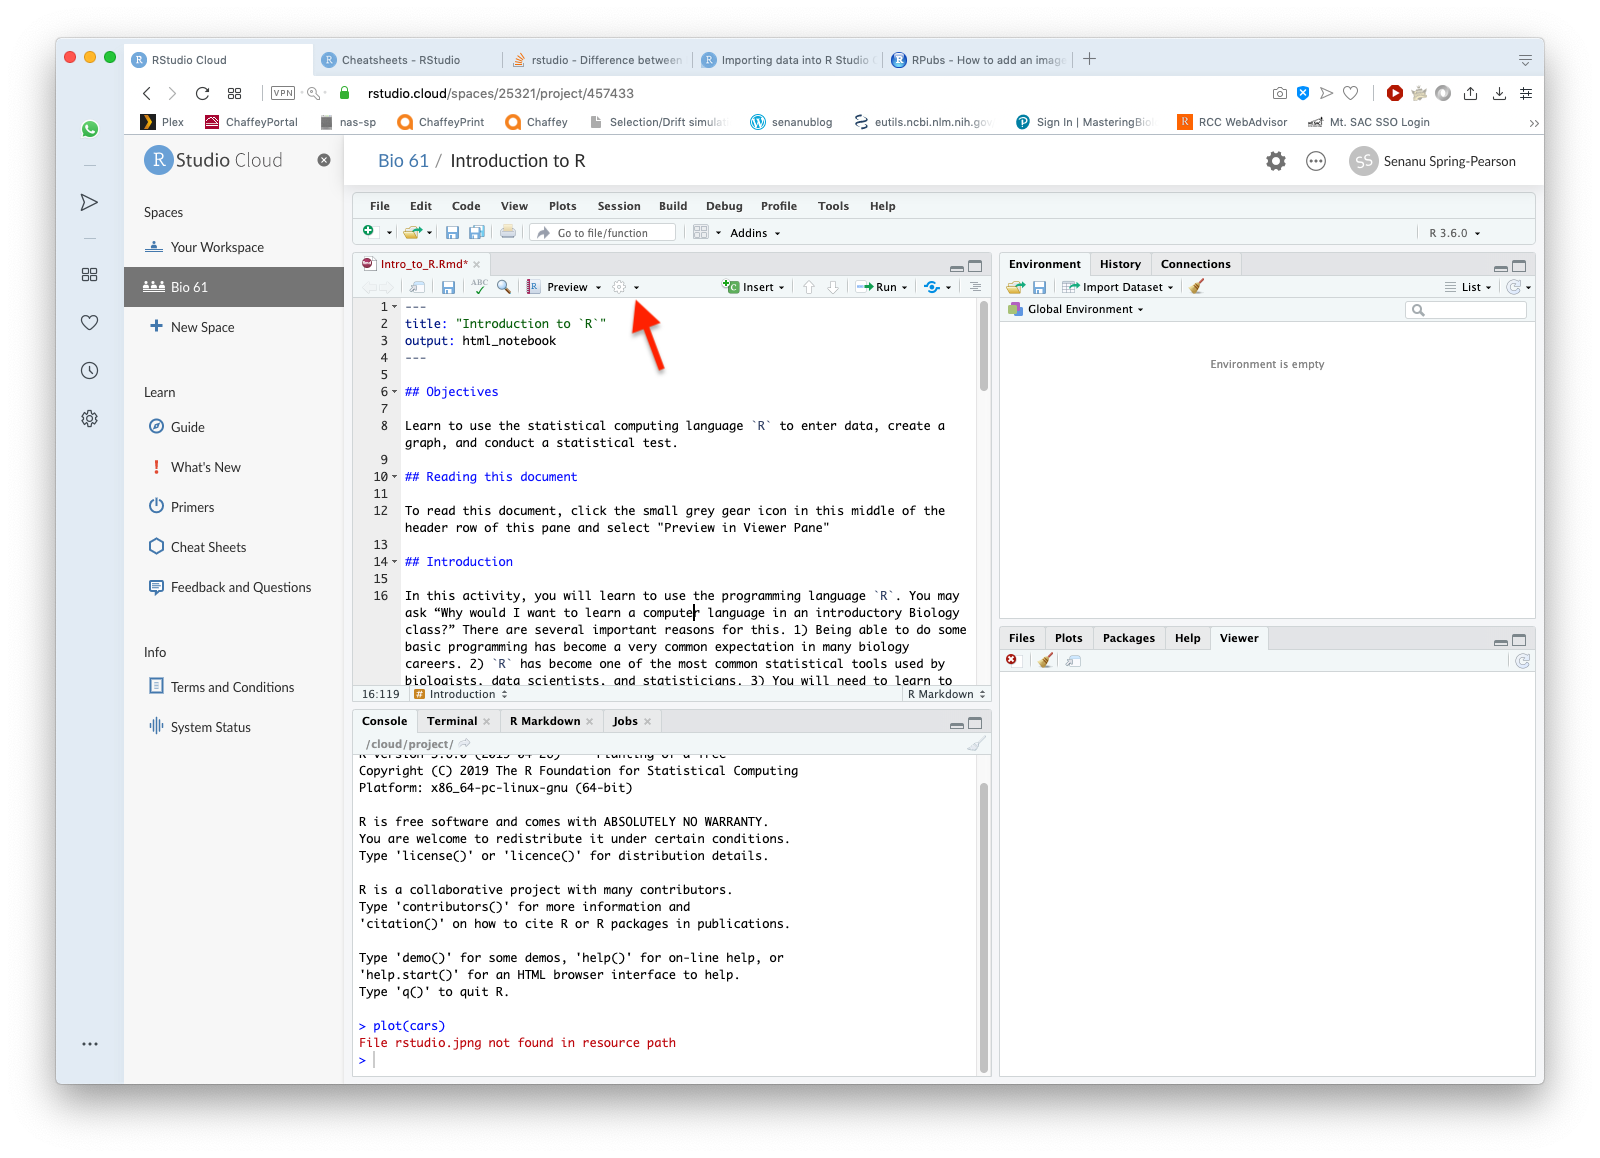 RStudio Cloud
Cheatsheets - RStudio
rstudio - Difference between
Importing data into R Studio
RPubs - How to add an image
VPN
rstudio.cloud/spaces/25321/project/457433
Plex
ChaffeyPortal
nas-sp
ChaffeyPrint
Chaffey
Selection/Drift simulat
senanublog
eutils.ncbi.nlm.nih.gov
Sign In | MasteringBio
RCC WebAdvisor
Mt. SAC SSO Login
R Studio Cloud
Bio 61 / Introduction to R
SS
Senanu Spring-Pearson
Spaces
Your Workspace
Bio 61
New Space
Learn
Guide
What's New
Primers
Cheat Sheets
Feedback and Questions
Info
Terms and Conditions
System Status
File Edit Code View Plots Session Build Debug Profile Tools Help
Go to file/function
Addins
R 3.6.0
Intro_to_R.Rmd*
ABC
Preview
Insert
Run
1 ---
2 title: "Introduction to `R`"
3 output: html_notebook
4 ---
5
6 ## Objectives
7
8 Learn to use the statistical computing language `R` to enter data, create a
graph, and conduct a statistical test.
9
10 ## Reading this document
11
12 To read this document, click the small grey gear icon in this middle of the
header row of this pane and select "Preview in Viewer Pane"
13
14 ## Introduction
15
16 In this activity, you will learn to use the programming language `R`. You may
ask “Why would I want to learn a computer language in an introductory Biology
class?” There are several important reasons for this. 1) Being able to do some
basic programming has become a very common expectation in many biology
careers. 2) `R` has become one of the most common statistical tools used by
biologists, data scientists, and statisticians. 3) You will need to learn to
16:119
# Introduction
R Markdown
Console Terminal R Markdown Jobs
/cloud/project/
R version 3.6.0 (2019-04-26) -- "Planting of a Tree"
Copyright (C) 2019 The R Foundation for Statistical Computing
Platform: x86_64-pc-linux-gnu (64-bit)
R is free software and comes with ABSOLUTELY NO WARRANTY.
You are welcome to redistribute it under certain conditions.
Type 'license()' or 'licence()' for distribution details.
R is a collaborative project with many contributors.
Type 'contributors()' for more information and
'citation()' on how to cite R or R packages in publications.
Type 'demo()' for some demos, 'help()' for on-line help, or
'help.start()' for an HTML browser interface to help.
Type 'q()' to quit R.
> plot(cars)
File rstudio.jpng not found in resource path
>
Environment History Connections
Import Dataset
List
Global Environment
Environment is empty
Files Plots Packages Help Viewer